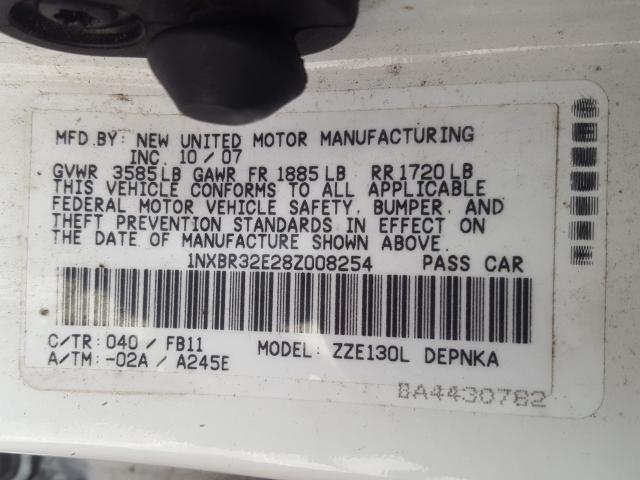 MFD.BY: NEW UNITED MOTOR MANUFACTURING
INC. 10 / 07
GVWR 3585LB GAWR FR 1885LB RR1720LB
THIS VEHICLE CONFORMS TO ALL APPLICABLE
FEDERAL MOTOR VEHICLE SAFETY, BUMPER, AND
THEFT PREVENTION STANDARDS IN EFFECT ON
THE DATE OF MANUFACTURE SHOWN ABOVE.
1NXBR32E28Z008254 PASS CAR
C/TR: 040 / FB11 MODEL: ZZE130L DEPNKA
A/TM: -02A / A245E
BA4430782